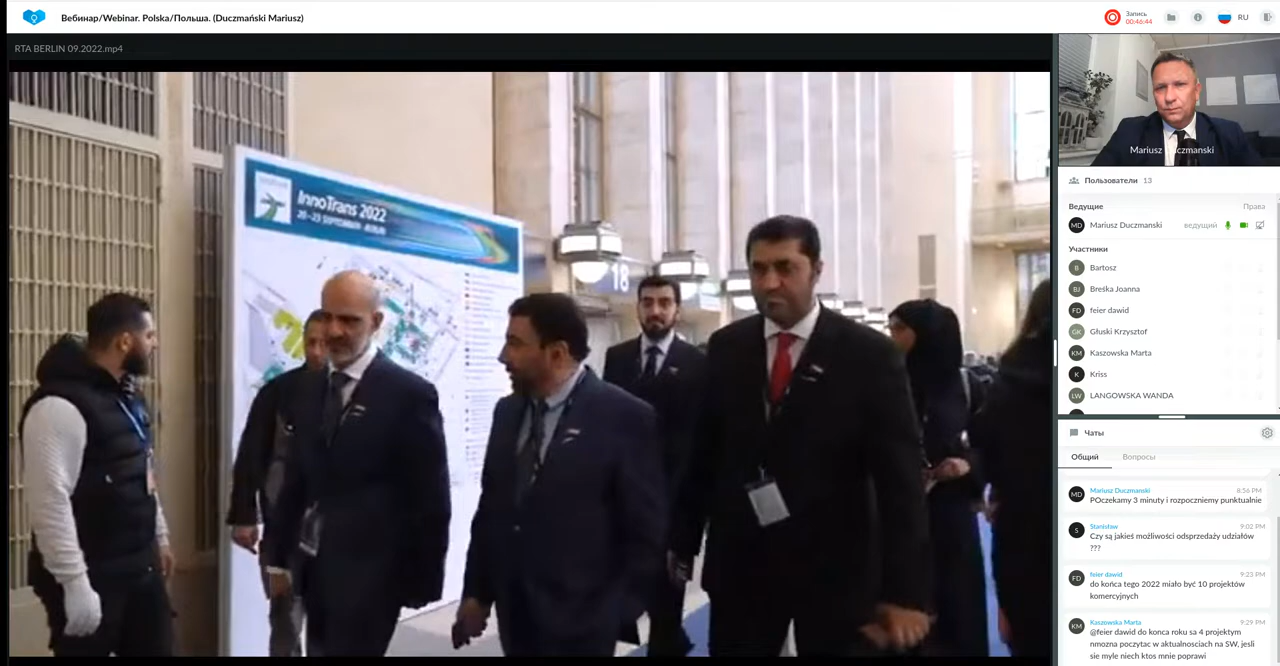 Вебинар/Webinar. Polska/Польша. (Duczmański Mariusz)
Запись
00:46:44
RU
RTA BERLIN 09.2022.mp4
InnoTrans 2022
20 – 23 SEPTEMBER · BERLIN
18
Mariusz Duczmanski
Пользователи 13
Ведущие Права
MD Mariusz Duczmanski ведущий
Участники
B Bartosz
BJ Breśka Joanna
FD feier dawid
GK Głuski Krzysztof
KM Kaszowska Marta
K Kriss
LW LANGOWSKA WANDA
Чаты
Общий Вопросы
MD Mariusz Duczmanski 8:56 PM
POczekamy 3 minuty i rozpoczniemy punktualnie
S Stanisław 9:02 PM
Czy są jakieś możliwości odsprzedaży udziałów
???
FD feier dawid 9:23 PM
do końca tego 2022 miało być 10 projektów
komercyjnych
KM Kaszowska Marta 9:29 PM
@feier dawid do konca roku sa 4 projektym
nmozna poczytac w aktualnosciach na SW, jesli
sie myle niech ktos mnie poprawi